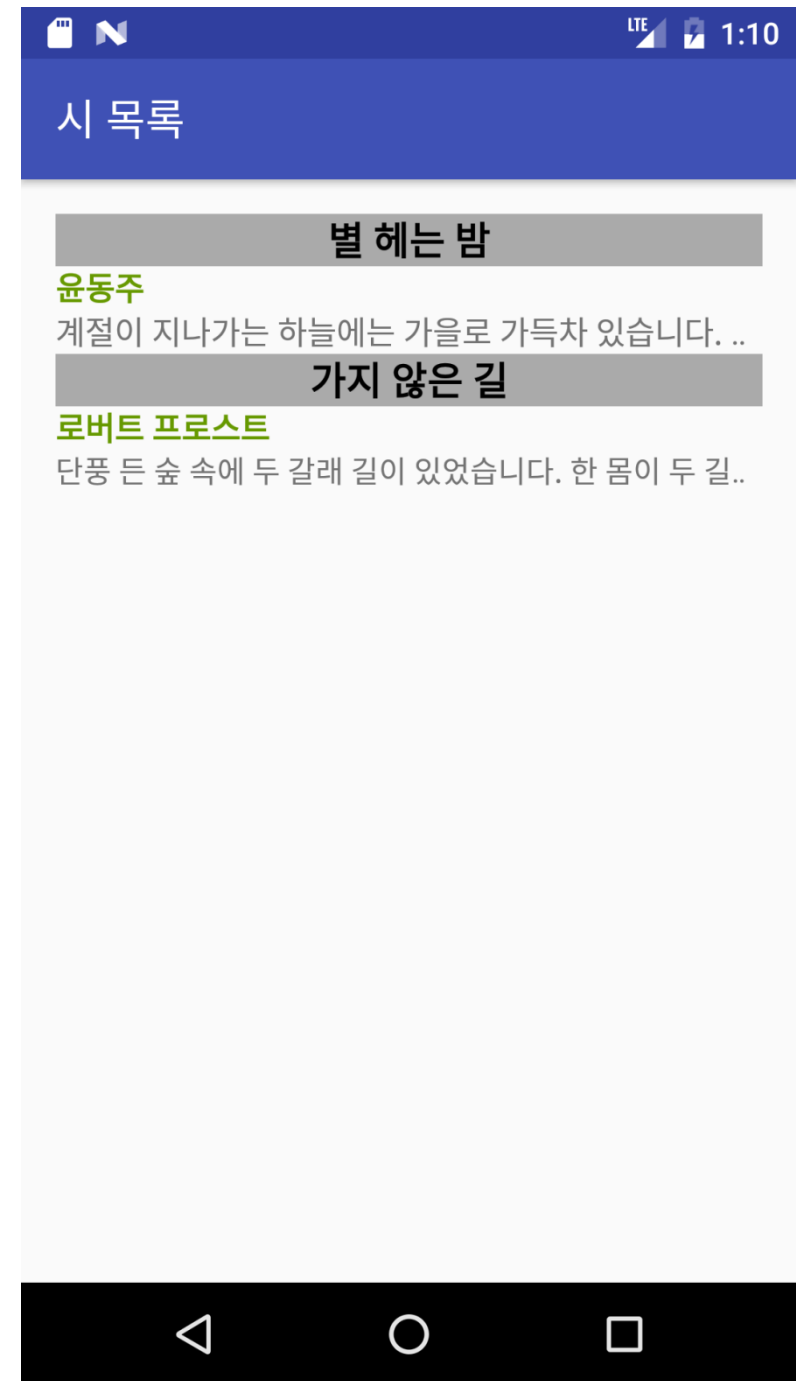 LTE 1:10
시 목록
별 헤는 밤
윤동주
계절이 지나가는 하늘에는 가을로 가득차 있습니다. ..
가지 않은 길
로버트 프로스트
단풍 든 숲 속에 두 갈래 길이 있었습니다. 한 몸이 두 길..